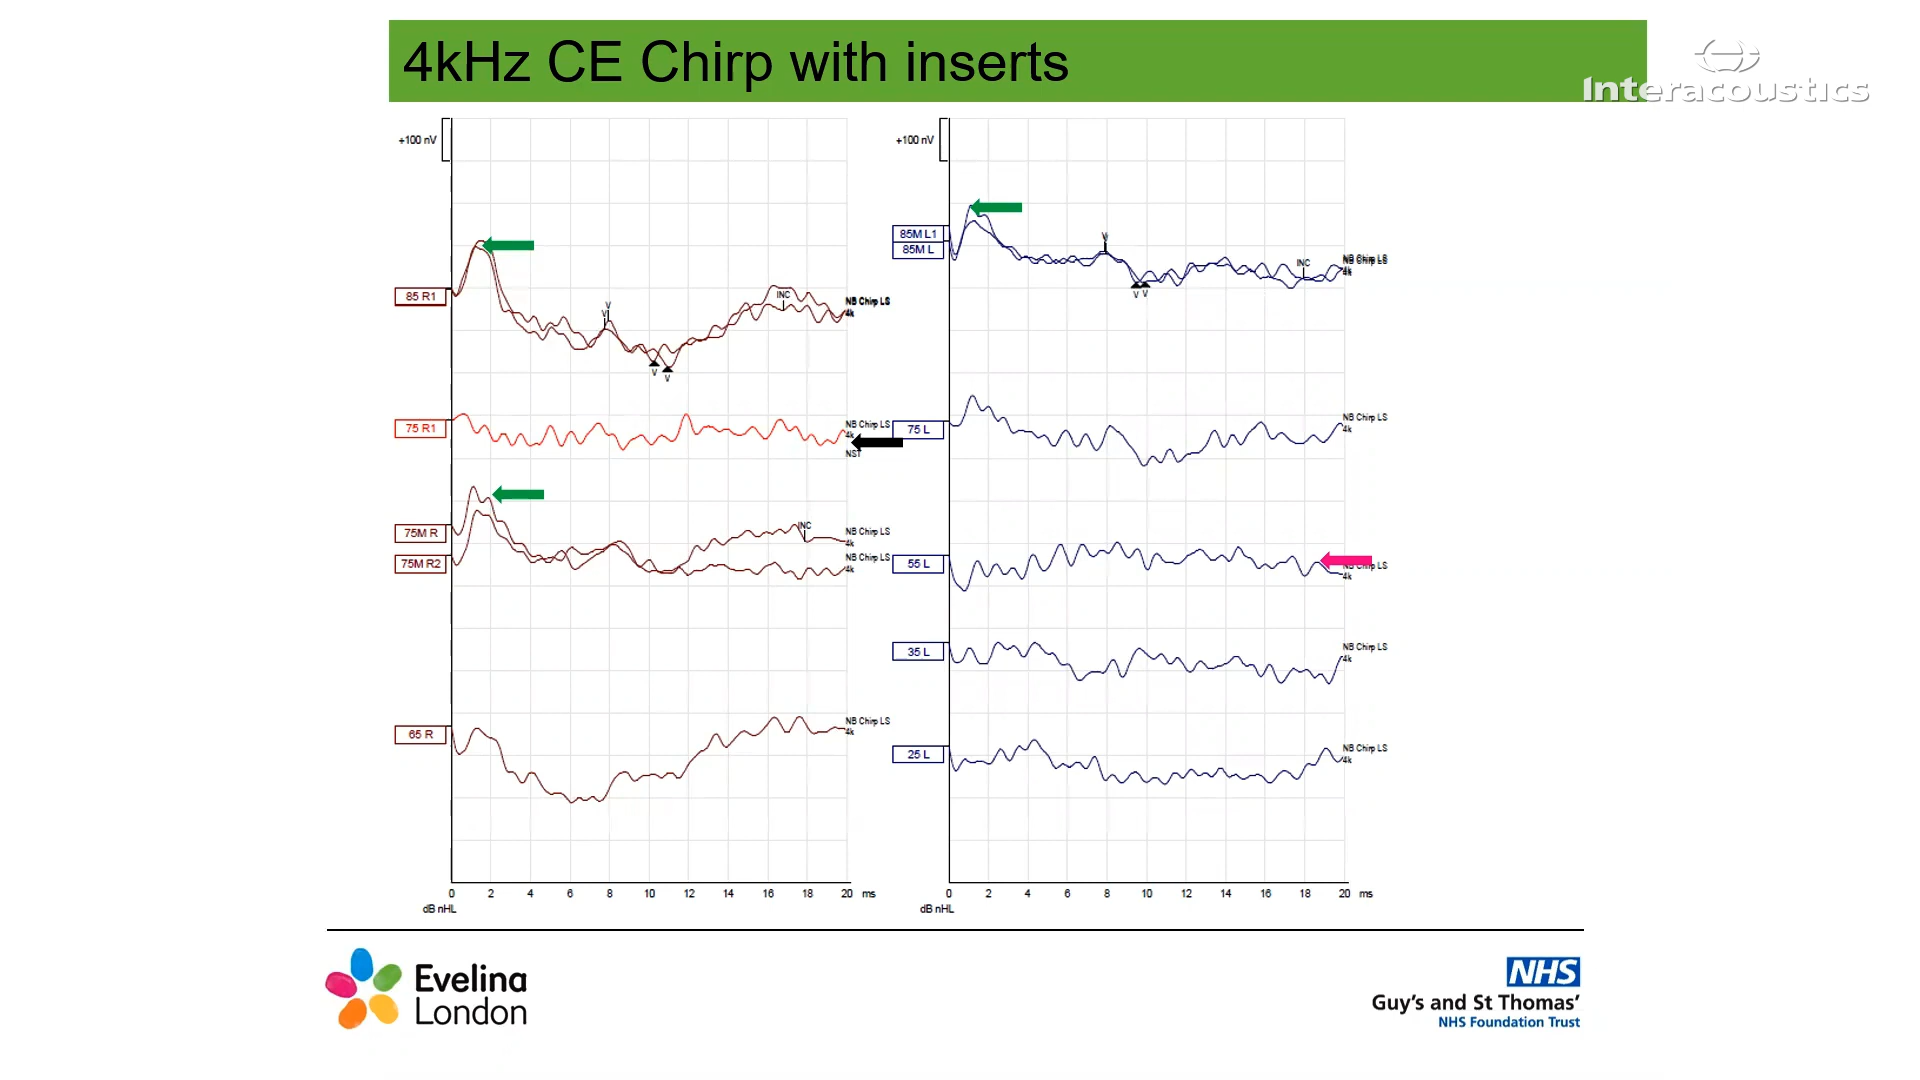 4kHz CE Chirp with inserts
Interacoustics
+100 nV
85 R1
V
V
V
V
INC
NB Chirp LS
4k
75 R1
NB Chirp LS
4k
NST
75M R
INC
NB Chirp LS
4k
75M R2
NB Chirp LS
4k
65 R
NB Chirp LS
4k
0 2 4 6 8 10 12 14 16 18 20 ms
dB nHL
+100 nV
85M L1
85M L
V
V
V
INC
NB Chirp LS
4k
75 L
NB Chirp LS
4k
55 L
NB Chirp LS
4k
35 L
NB Chirp LS
4k
25 L
NB Chirp LS
4k
0 2 4 6 8 10 12 14 16 18 20 ms
dB nHL
Evelina
London
NHS
Guy's and St Thomas'
NHS Foundation Trust